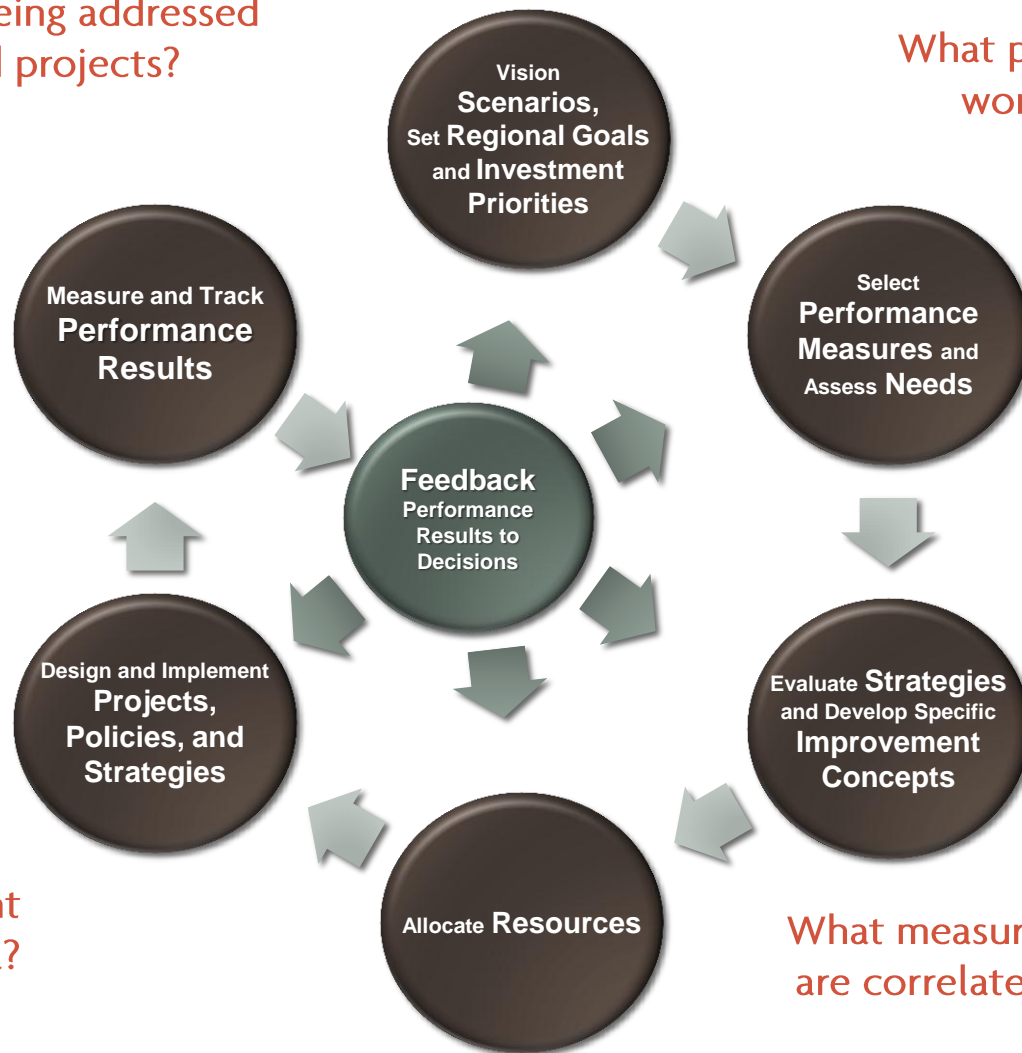 eing addressed
projects?
What p
wor
Vision
Scenarios,
Set Regional Goals
and Investment
Priorities
Select
Performance
Measures and
Assess Needs
Evaluate Strategies
and Develop Specific
Improvement
Concepts
Allocate Resources
Design and Implement
Projects,
Policies, and
Strategies
Measure and Track
Performance
Results
Feedback
Performance
Results to
Decisions
What measur
are correlate